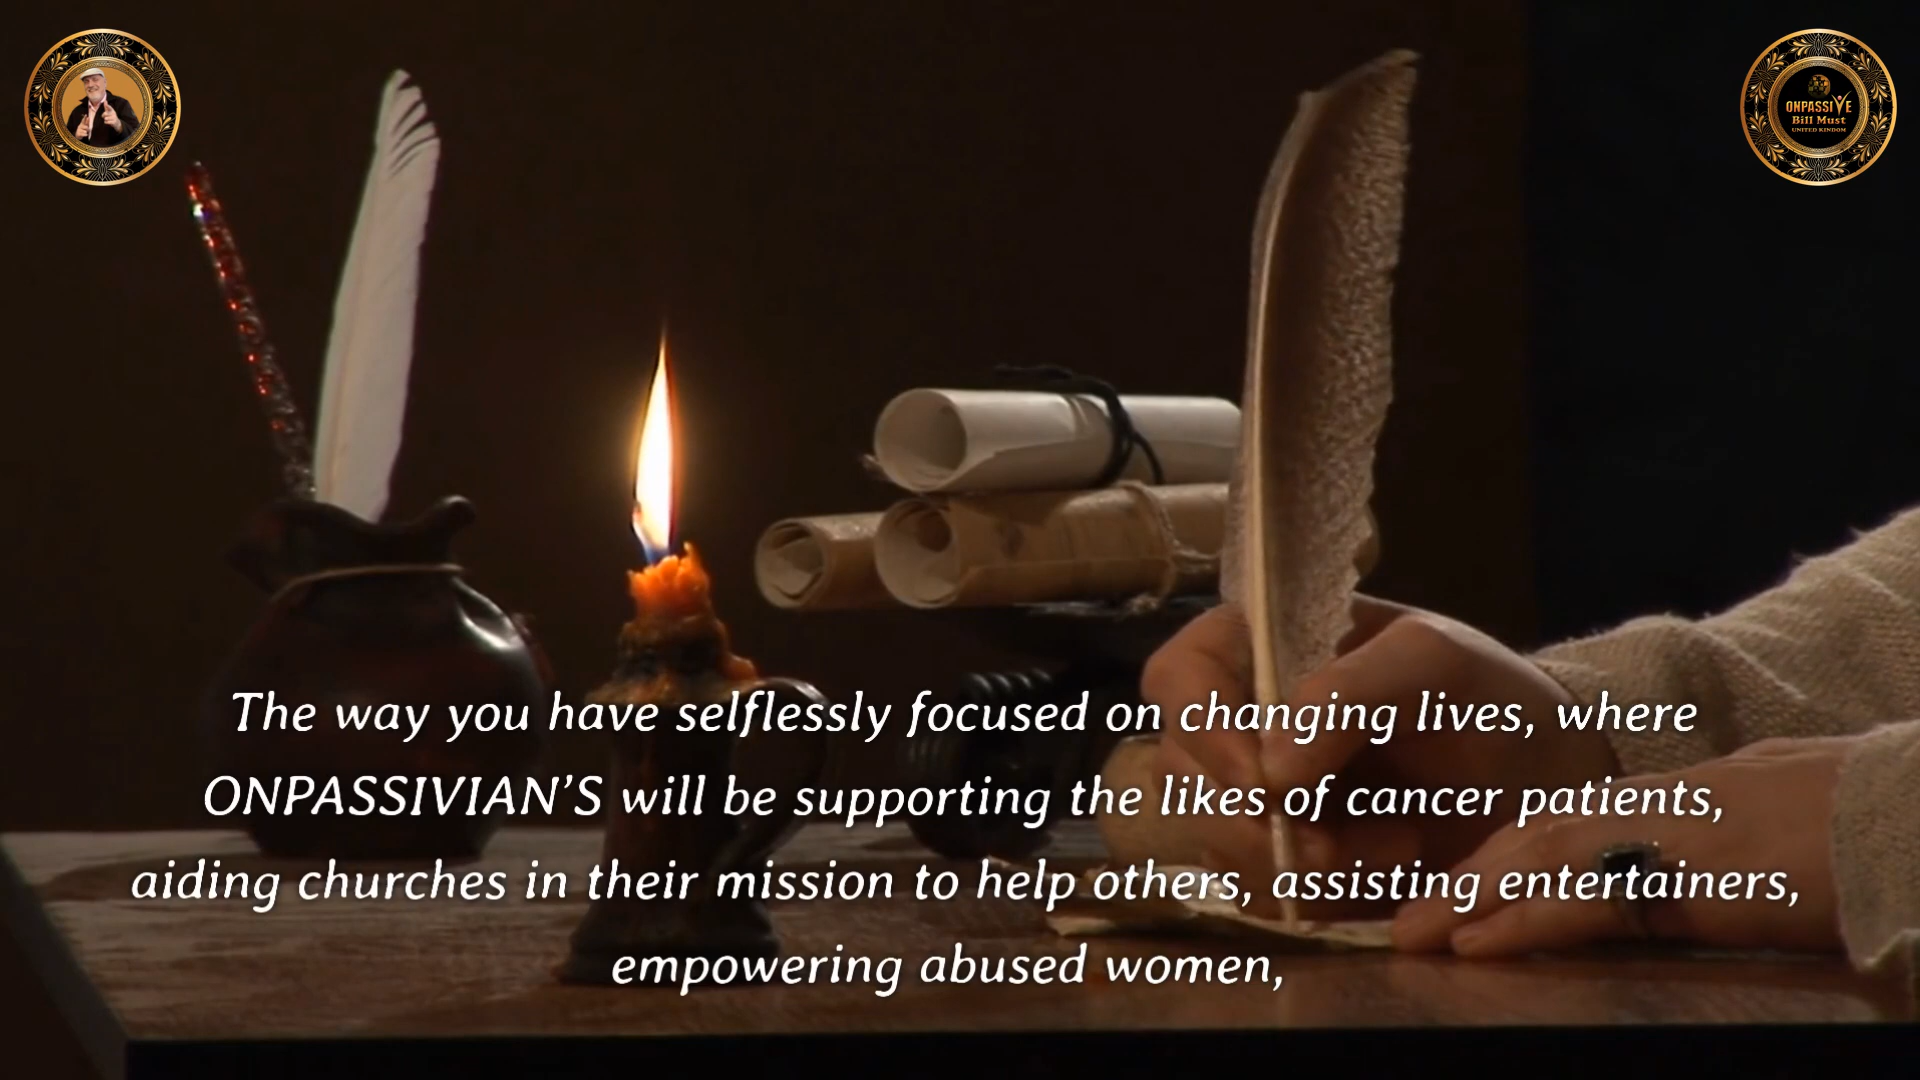 ONPASSIVE
Bill Must
UNITED KINDOM
The way you have selflessly focused on changing lives, where
ONPASSIVIAN’S will be supporting the likes of cancer patients,
aiding churches in their mission to help others, assisting entertainers,
empowering abused women,